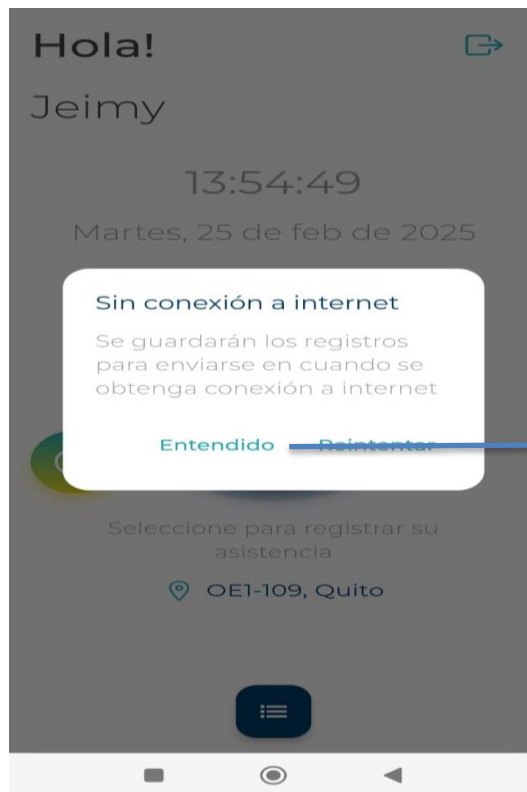 Hola!
Jeimy
13:54:49
Martes, 25 de feb de 2025
Sin conexión a internet
Se guardarán los registros
para enviarse en cuando se
obtenga conexión a internet
Entendido Reintentar
Seleccione para registrar su
asistencia
OE1-109, Quito